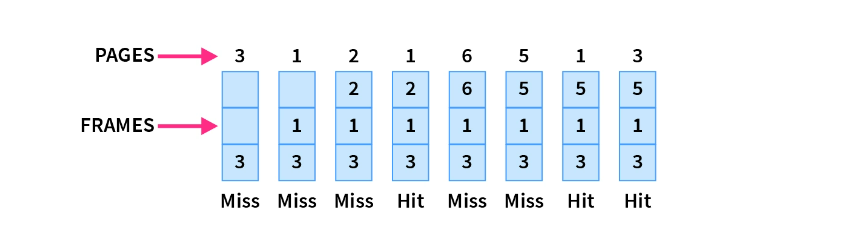 PAGES 3 1 2 1 6 5 1 3
2 2 6 5 5 5
FRAMES 1 1 1 1 1 1 1
3 3 3 3 3 3 3 3
Miss Miss Miss Hit Miss Miss Hit Hit